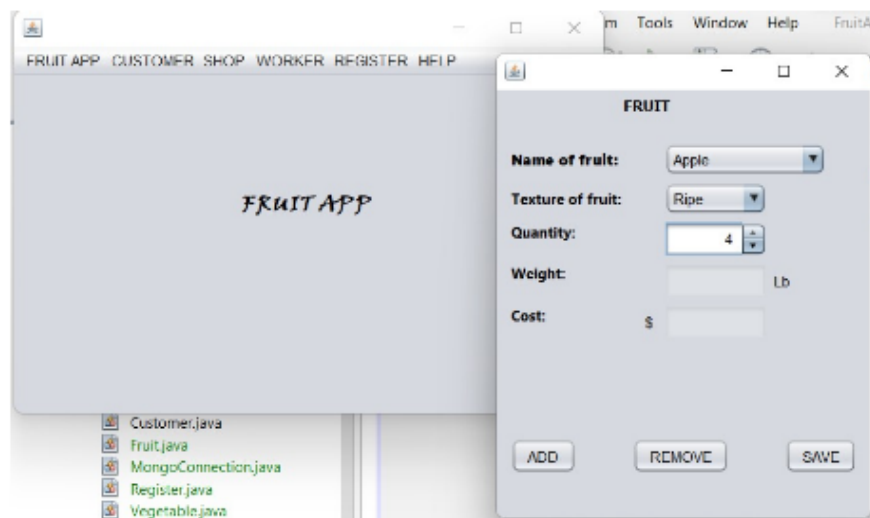 m Tools Window Help FruitA
FRUIT APP CUSTOMER SHOP WORKER REGISTER HELP
FRUIT APP
FRUIT
Name of fruit: Apple
Texture of fruit: Ripe
Quantity: 4
Weight: Lb
Cost: $
ADD REMOVE SAVE
Customer.java
Fruit.java
MongoConnection.java
Register.java
Vegetable.java